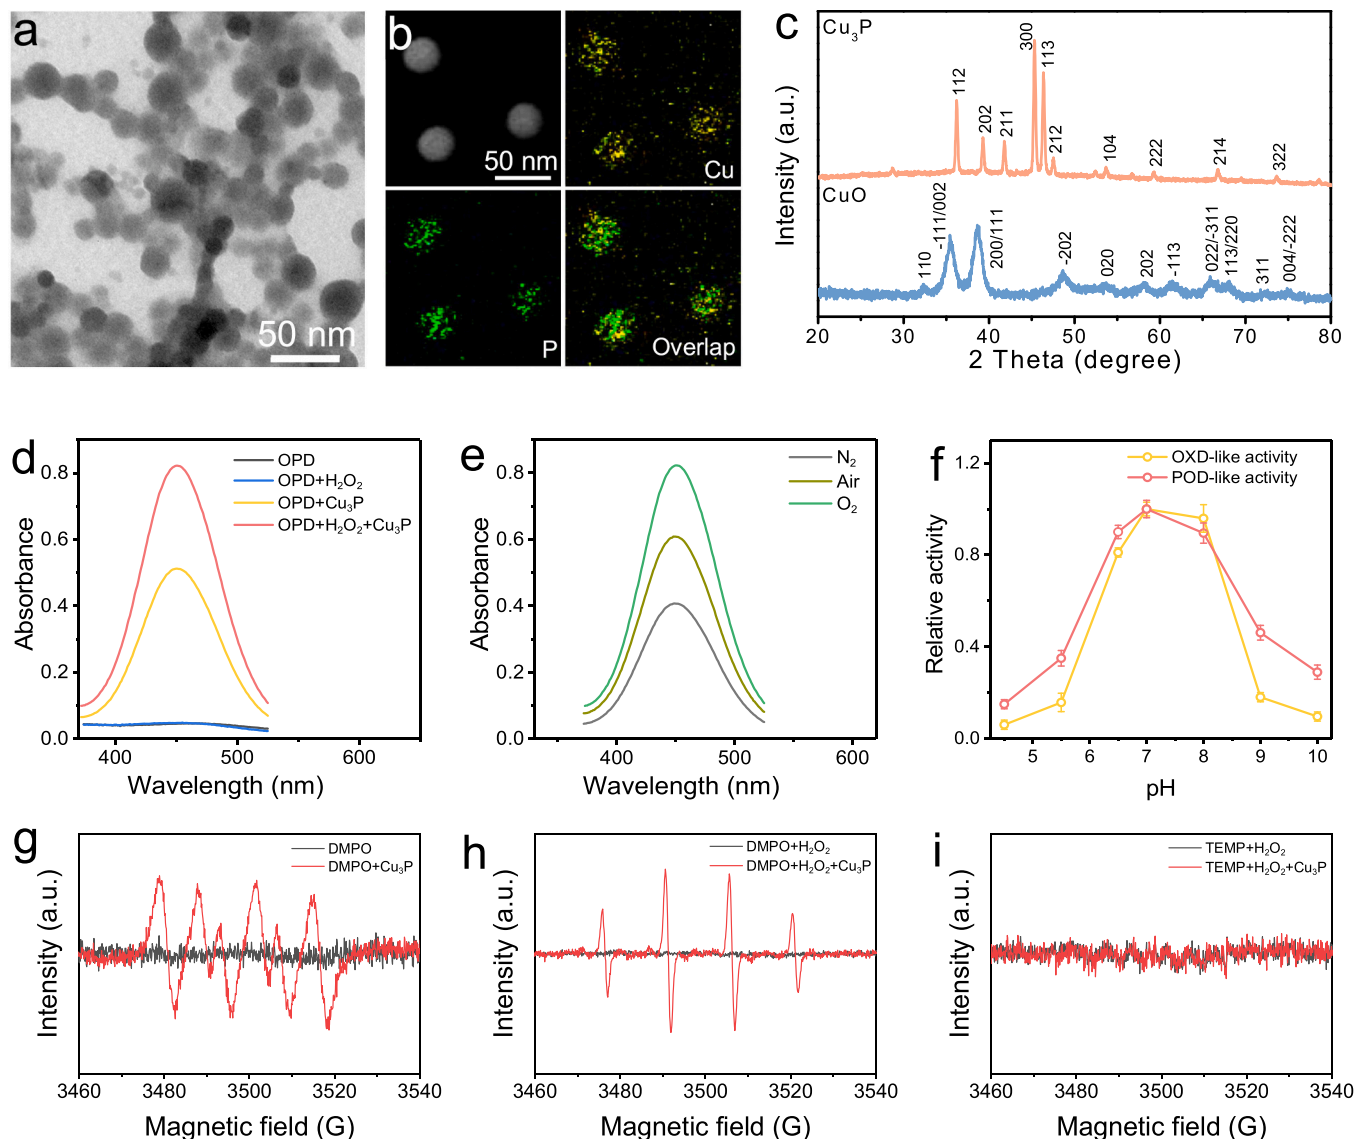 a
50 nm
b
50 nm
Cu
P
Overlap
c
Cu₃P
112
202
211
300
113
212
104
222
214
322
CuO
110
-111/002
200/111
-202
020
202
-113
022/-311
113/220
311
004/-222
Intensity (a.u.)
20 30 40 50 60 70 80
2 Theta (degree)
d
OPD
OPD+H₂O₂
OPD+Cu₃P
OPD+H₂O₂+Cu₃P
Absorbance
0.8
0.6
0.4
0.2
0.0
400 500 600
Wavelength (nm)
e
N₂
Air
O₂
Absorbance
0.8
0.6
0.4
0.2
0.0
400 500 600
Wavelength (nm)
f
OXD-like activity
POD-like activity
Relative activity
1.2
0.8
0.4
0.0
5 6 7 8 9 10
pH
g
DMPO
DMPO+Cu₃P
Intensity (a.u.)
3460 3480 3500 3520 3540
Magnetic field (G)
h
DMPO+H₂O₂
DMPO+H₂O₂+Cu₃P
Intensity (a.u.)
3460 3480 3500 3520 3540
Magnetic field (G)
i
TEMP+H₂O₂
TEMP+H₂O₂+Cu₃P
Intensity (a.u.)
3460 3480 3500 3520 3540
Magnetic field (G)